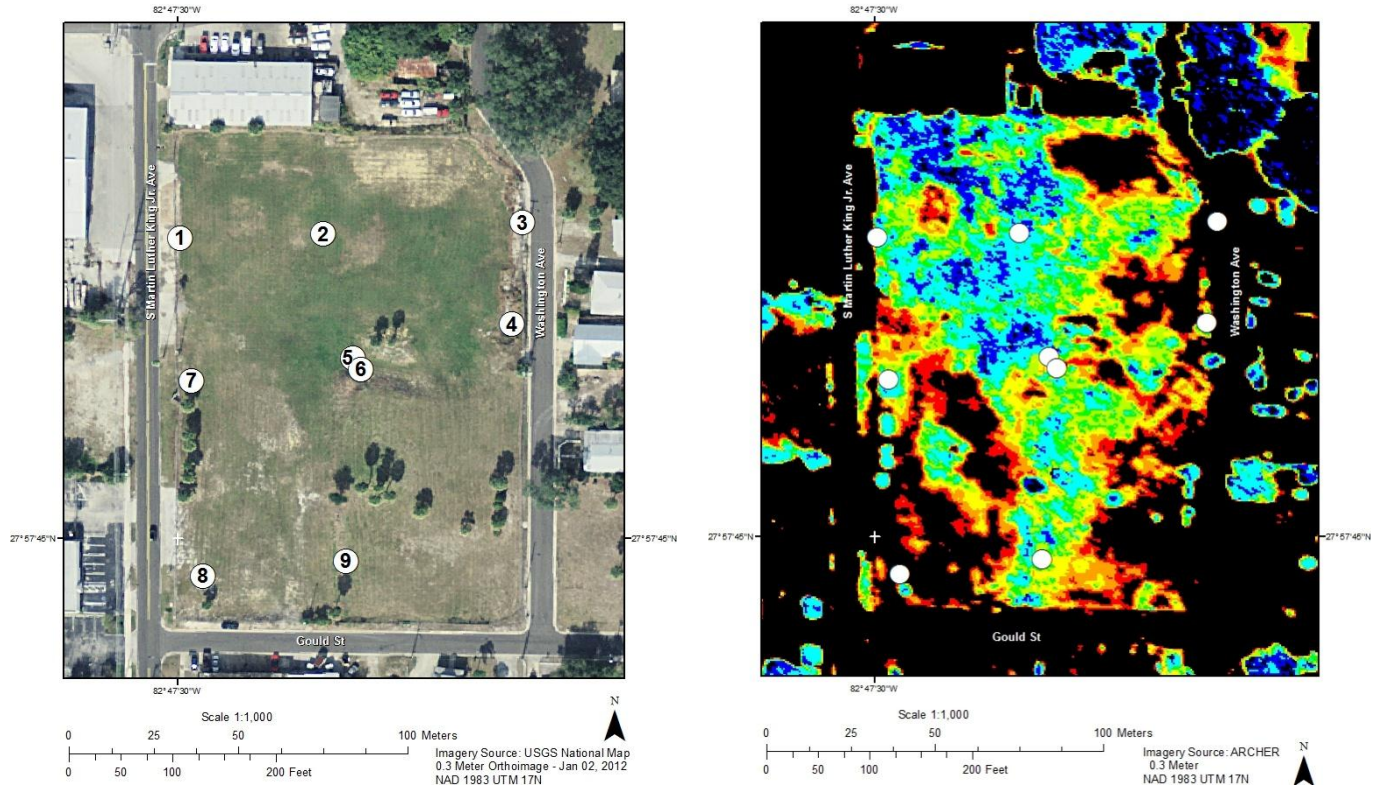 82°47'30"W
S Martin Luther King Jr. Ave
Washington Ave
1
2
3
4
5
6
7
8
9
27°57'45"N
27°57'45"N
Gould St
82°47'30"W
Scale 1:1,000
N
0 25 50 100 Meters
0 50 100 200 Feet
Imagery Source: USGS National Map
0.3 Meter Orthoimage - Jan 02, 2012
NAD 1983 UTM 17N
82°47'30"W
S Martin Luther King Jr. Ave
Washington Ave
27°57'45"N
27°57'45"N
Gould St
82°47'30"W
Scale 1:1,000
N
0 25 50 100 Meters
0 50 100 200 Feet
Imagery Source: ARCHER
0.3 Meter
NAD 1983 UTM 17N